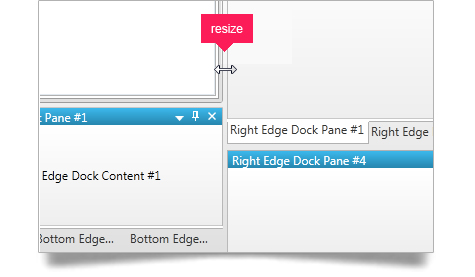 resize
t Pane #1
Right Edge Dock Pane #1
Right Edge
Right Edge Dock Pane #4
Edge Dock Content #1
Bottom Edge...
Bottom Edge...